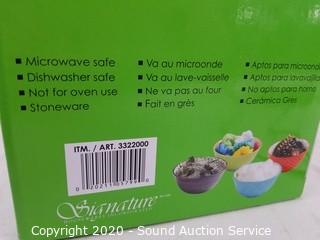 ▪ Microwave safe
▪ Dishwasher safe
▪ Not for oven use
▪ Stoneware
▪ Va au microonde
▪ Va au lave-vaisselle
▪ Ne va pas au four
▪ Fait en grès
▪ Aptos para microond
▪ Aptos para lavavajilla
▪ No aptos para horno
▪ Cerámica Gres
ITM. / ART. 3322000
Signature
Copyright 2020 - Sound Auction Service